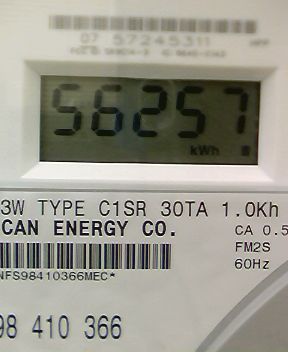 07 57245311
56257
kWh
3W TYPE C1SR 30TA 1.0Kh
CAN ENERGY CO.
CA 0.5
FM2S
60Hz
NFS98410366MEC*
98 410 366